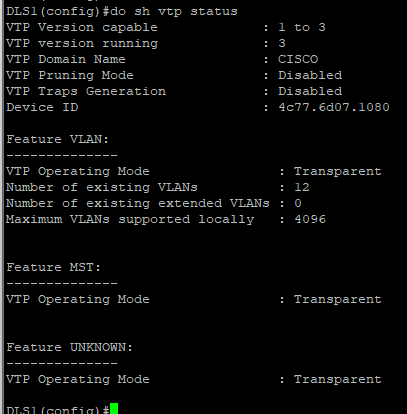 DLS1(config)#do sh vtp status
VTP Version capable : 1 to 3
VTP version running : 3
VTP Domain Name : CISCO
VTP Pruning Mode : Disabled
VTP Traps Generation : Disabled
Device ID : 4c77.6d07.1080
Feature VLAN:
--------------
VTP Operating Mode : Transparent
Number of existing VLANs : 12
Number of existing extended VLANs : 0
Maximum VLANs supported locally : 4096
Feature MST:
--------------
VTP Operating Mode : Transparent
Feature UNKNOWN:
--------------
VTP Operating Mode : Transparent
DLS1(config)#